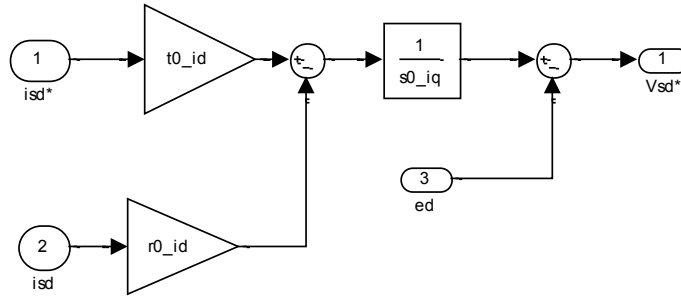 1
isd*
t0_id
+-
1
s0_iq
+-
1
Vsd*
3
ed
2
isd
r0_id